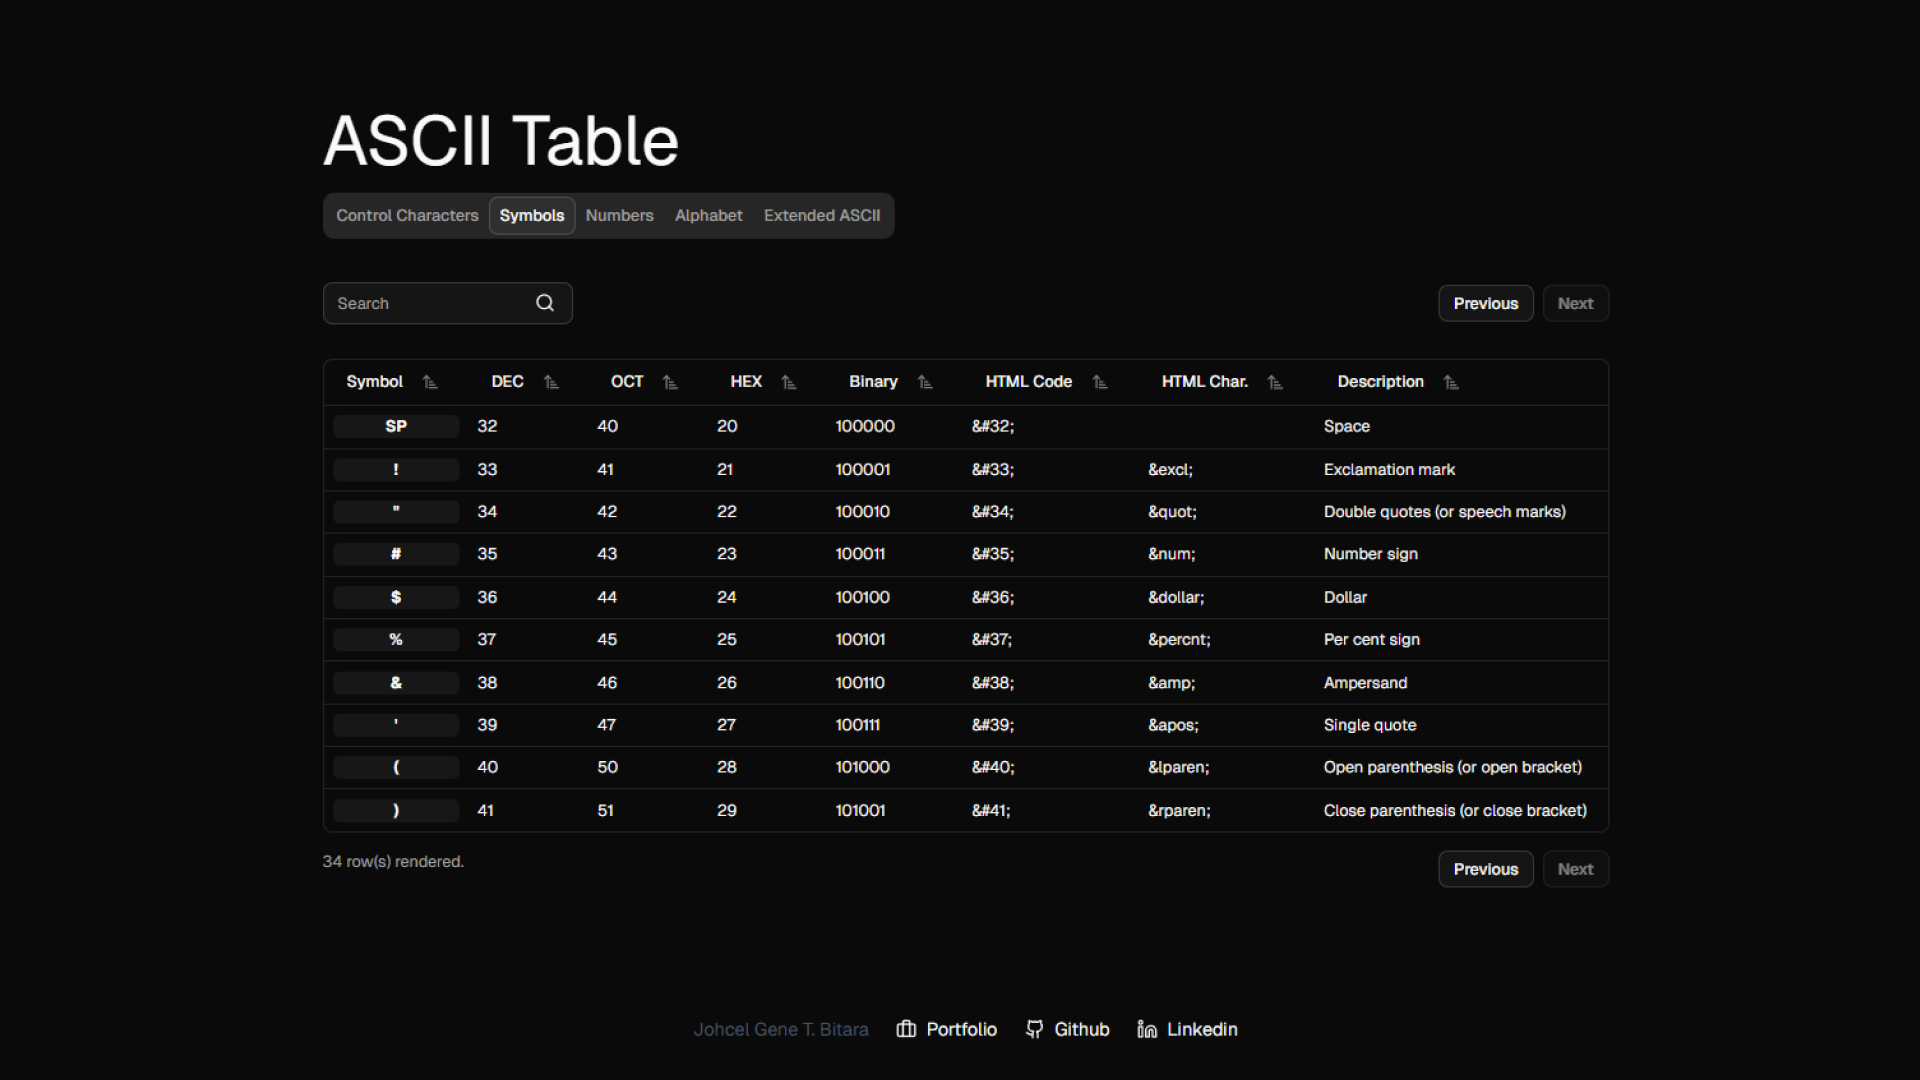 ASCII Table
Control Characters Symbols Numbers Alphabet Extended ASCII
Search Previous Next
Symbol DEC OCT HEX Binary HTML Code HTML Char. Description
SP 32 40 20 100000 &#32; Space
! 33 41 21 100001 &#33; &excl; Exclamation mark
" 34 42 22 100010 &#34; &quot; Double quotes (or speech marks)
# 35 43 23 100011 &#35; &num; Number sign
$ 36 44 24 100100 &#36; &dollar; Dollar
% 37 45 25 100101 &#37; &percnt; Per cent sign
& 38 46 26 100110 &#38; &amp; Ampersand
' 39 47 27 100111 &#39; &apos; Single quote
( 40 50 28 101000 &#40; &lparen; Open parenthesis (or open bracket)
) 41 51 29 101001 &#41; &rparen; Close parenthesis (or close bracket)
34 row(s) rendered. Previous Next
Johcel Gene T. Bitara Portfolio Github Linkedin